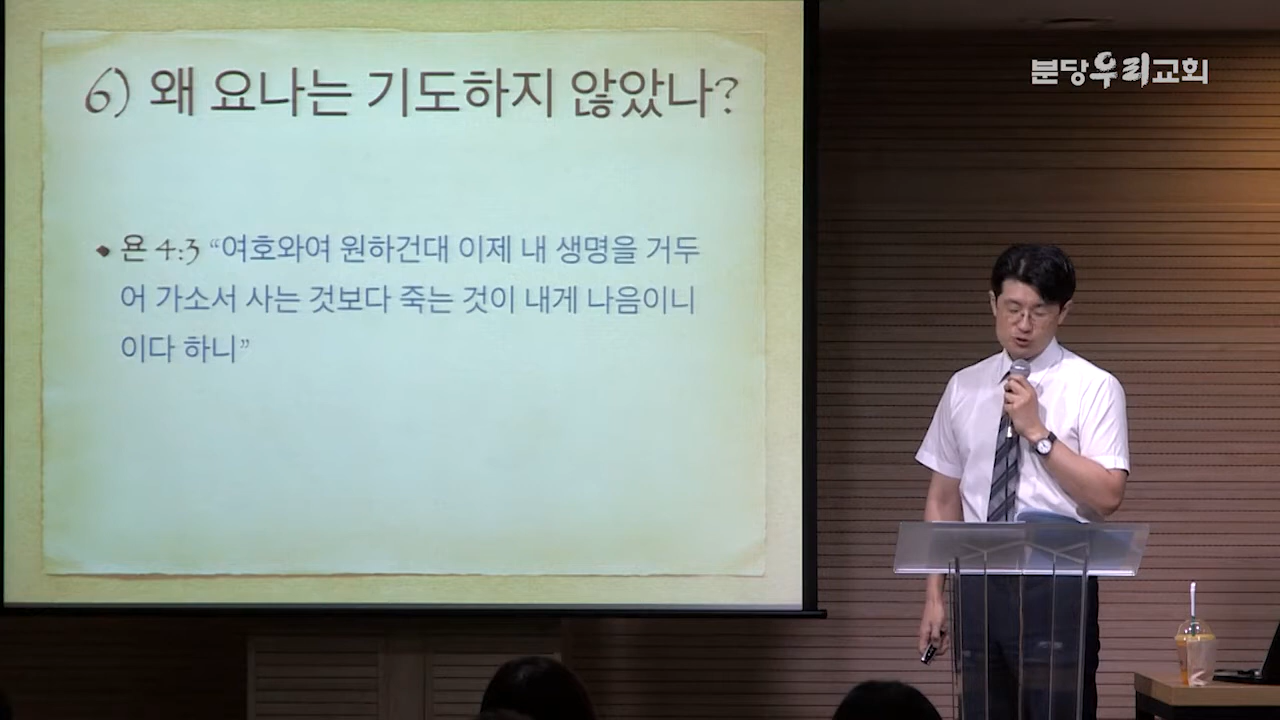 분당우리교회
6) 왜 요나는 기도하지 않았나?
• 욘 4:3 “여호와여 원하건대 이제 내 생명을 거두
어 가소서 사는 것보다 죽는 것이 내게 나음이니
이다 하니”